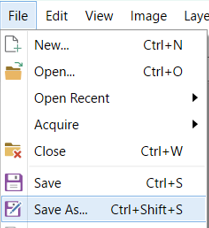 File Edit View Image Laye
New... Ctrl+N
Open... Ctrl+O
Open Recent
Acquire
Close Ctrl+W
Save Ctrl+S
Save As... Ctrl+Shift+S